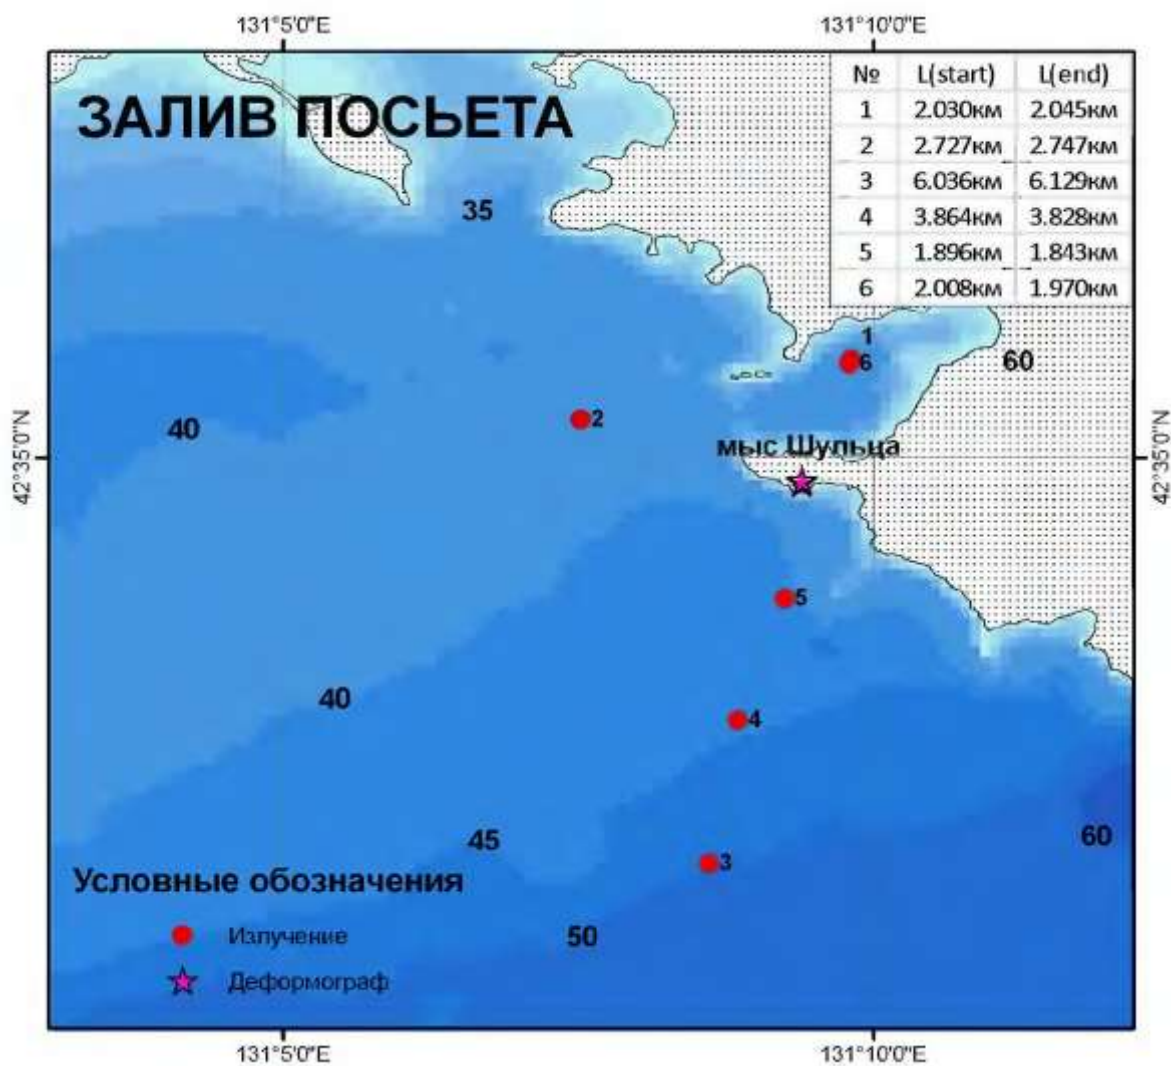 131°5'0"E 131°10'0"E
ЗАЛИВ ПОСЬЕТА
№ L(start) L(end)
1 2.030км 2.045км
2 2.727км 2.747км
3 6.036км 6.129км
4 3.864км 3.828км
5 1.896км 1.843км
6 2.008км 1.970км
35
1
6
60
2
40
42°35'0"N
мыс Шульца
42°35'0"N
5
40
4
45
60
3
Условные обозначения
Излучение
50
Деформограф
131°5'0"E 131°10'0"E